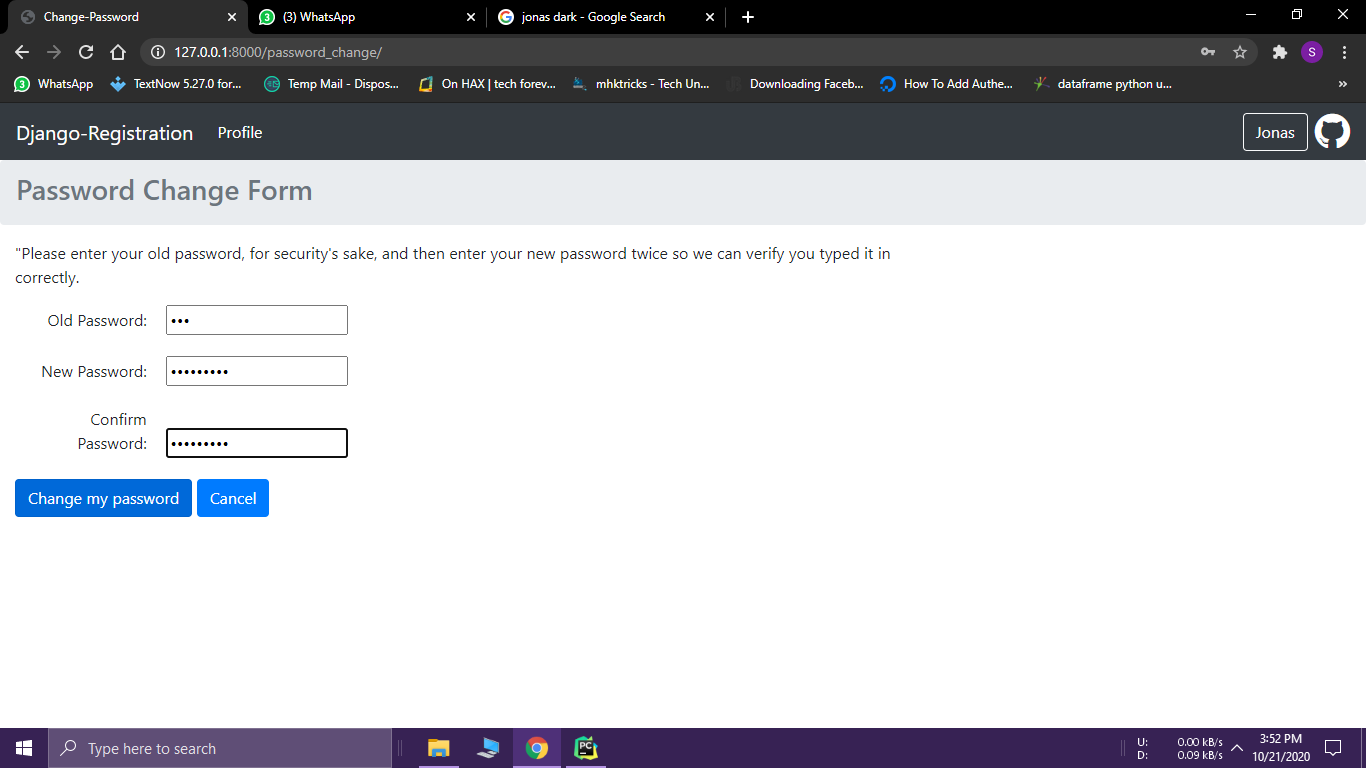 Change-Password
(3) WhatsApp
jonas dark - Google Search
127.0.0.1:8000/password_change/
S
WhatsApp
TextNow 5.27.0 for...
Temp Mail - Dispos...
On HAX | tech forev...
mhktricks - Tech Un...
Downloading Faceb...
How To Add Authe...
dataframe python u...
»
Django-Registration Profile
Jonas
Password Change Form
"Please enter your old password, for security's sake, and then enter your new password twice so we can verify you typed it in
correctly.
Old Password: •••
New Password: •••••••••
Confirm
Password: •••••••••
Change my password Cancel
Type here to search
PC
U: 0.00 kB/s
D: 0.09 kB/s
3:52 PM
10/21/2020